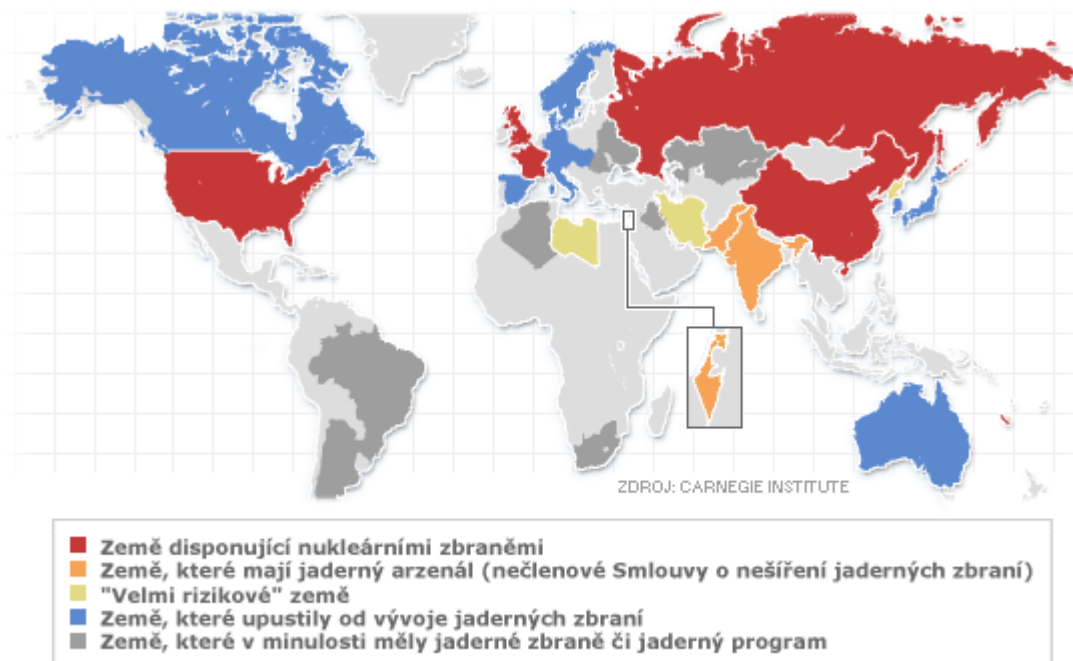 ZDROJ: CARNEGIE INSTITUTE
Země disponující nukleárními zbraněmi
Země, které mají jaderný arzenál (nečlenové Smlouvy o nešíření jaderných zbraní)
"Velmi rizikové" země
Země, které upustily od vývoje jaderných zbraní
Země, které v minulosti měly jaderné zbraně či jaderný program